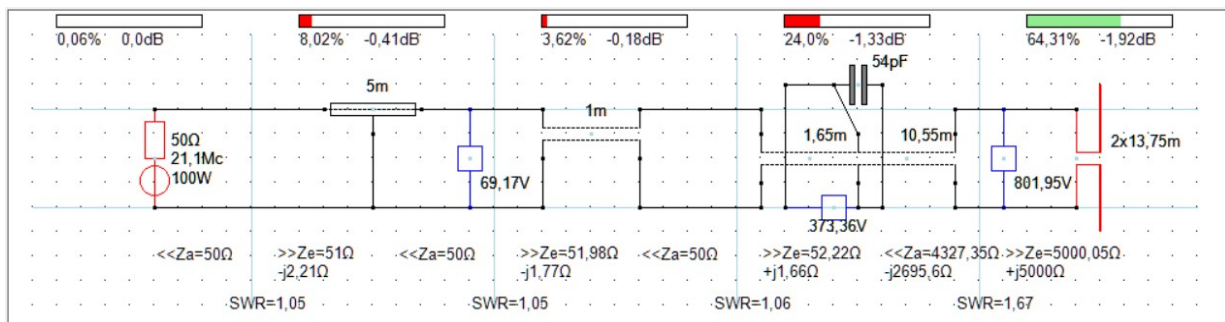 0,06% 0,0dB
8,02% -0,41dB
3,62% -0,18dB
24,0% -1,33dB
64,31% -1,92dB
54pF
5m
1m
50Ω
21,1Mc
100W
1,65m
10,55m
2x13,75m
69,17V
801,95V
373,36V
<<Za=50Ω
>>Ze=51Ω
-j2,21Ω
<<Za=50Ω
>>Ze=51,98Ω
-j1,77Ω
<<Za=50Ω
>>Ze=52,22Ω
+j1,66Ω
<<Za=4327,35Ω
-j2695,6Ω
>>Ze=5000,05Ω
+j5000Ω
SWR=1,05
SWR=1,05
SWR=1,06
SWR=1,67